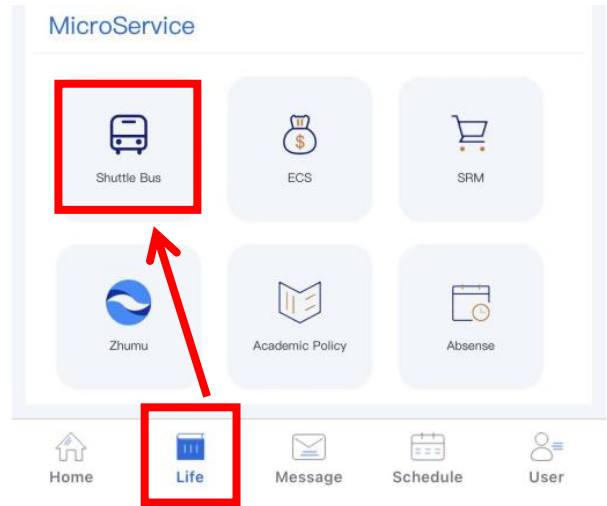 MicroService
Shuttle Bus
ECS
SRM
Zhumu
Academic Policy
Absense
Home
Life
Message
Schedule
User